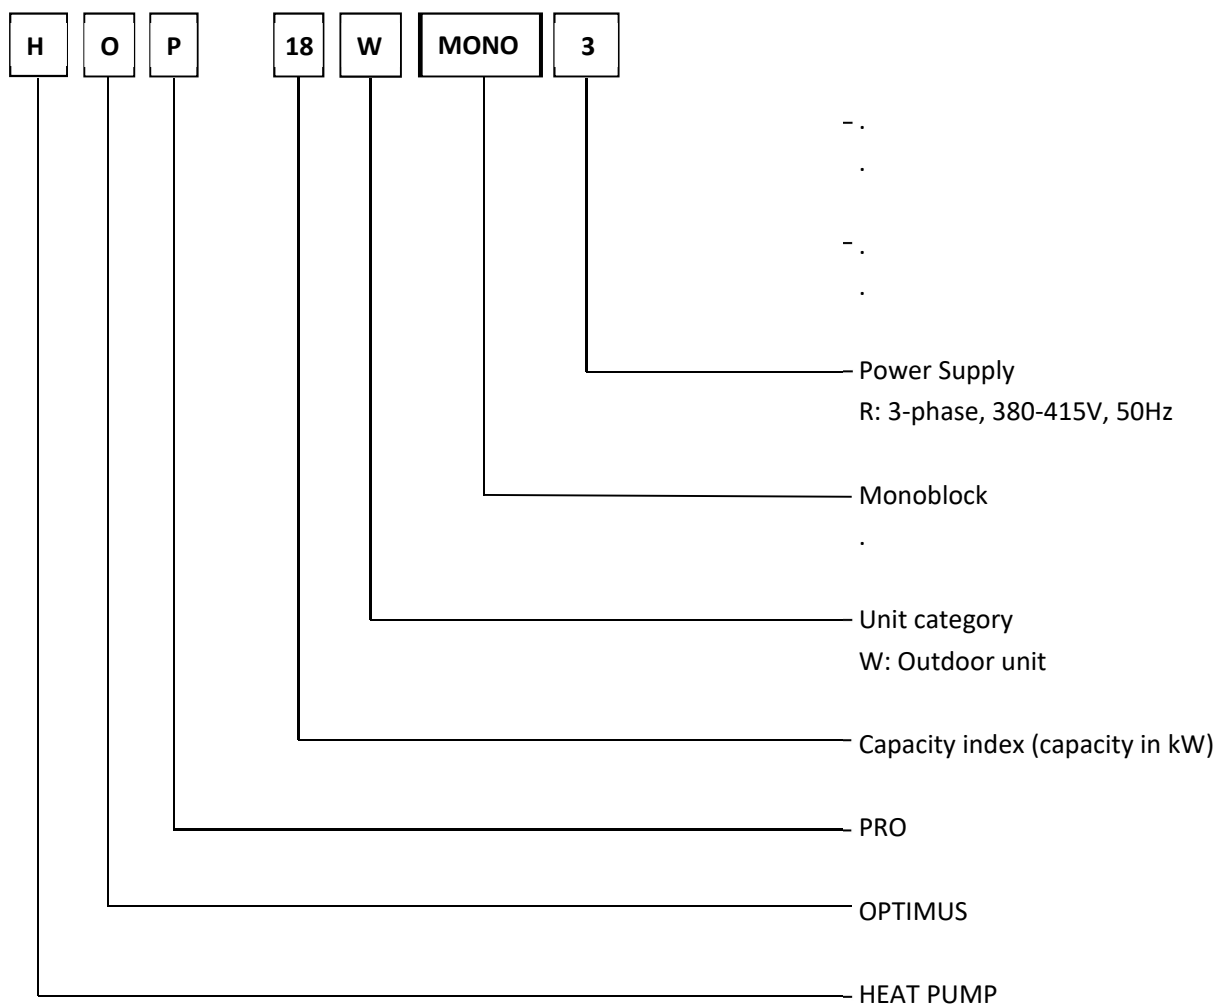 H O P 18 W MONO 3
- .
.
- .
.
Power Supply
R: 3-phase, 380-415V, 50Hz
Monoblock
.
Unit category
W: Outdoor unit
Capacity index (capacity in kW)
PRO
OPTIMUS
HEAT PUMP